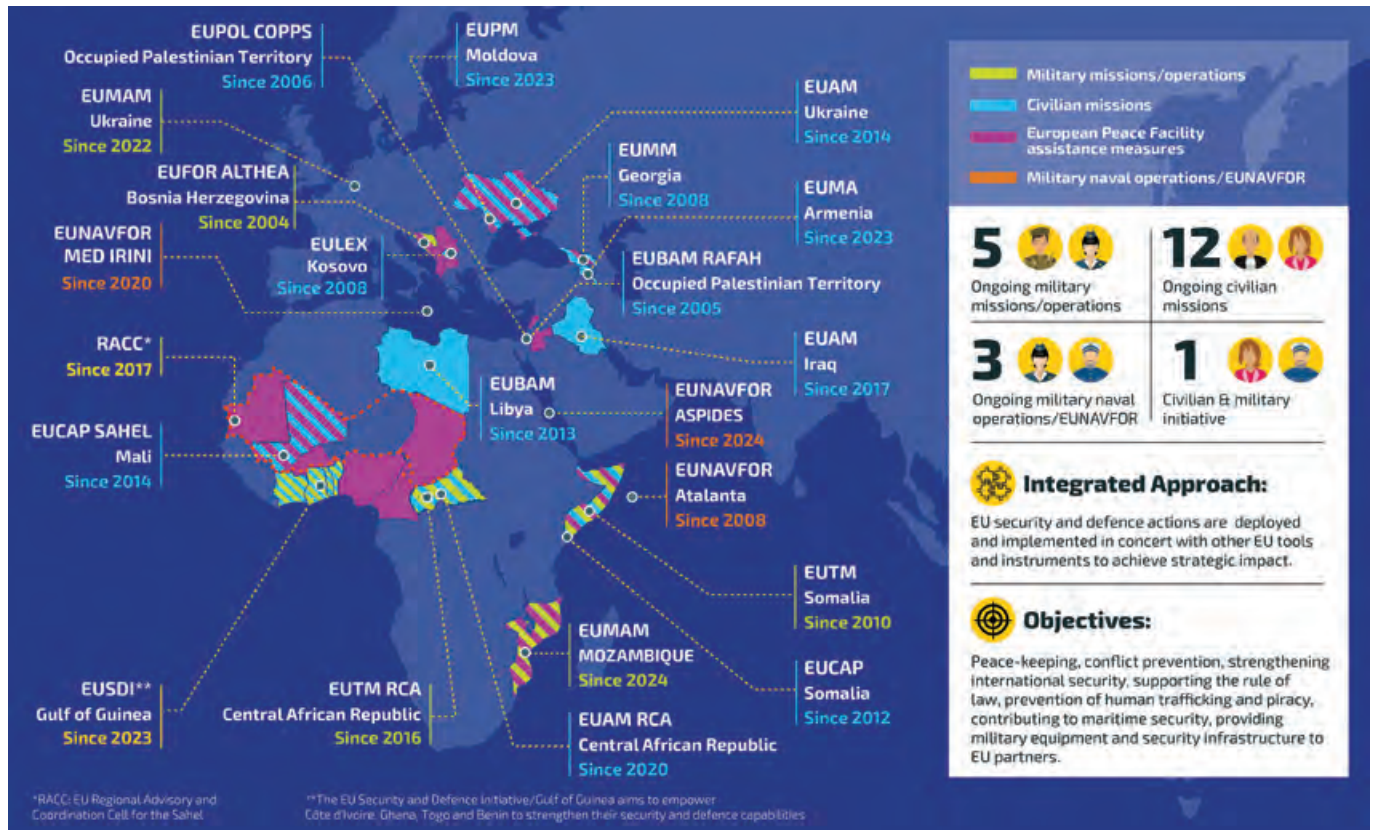 EUPOL COPPS
Occupied Palestinian Territory
Since 2006
EUPM
Moldova
Since 2023
EUMAM
Ukraine
Since 2022
EUAM
Ukraine
Since 2014
EUMM
Georgia
Since 2008
EUFOR ALTHEA
Bosnia Herzegovina
Since 2004
EUMA
Armenia
Since 2023
EUNAVFOR
MED IRINI
Since 2020
EULEX
Kosovo
Since 2008
EUBAM RAFAH
Occupied Palestinian Territory
Since 2005
RACC*
Since 2017
EUAM
Iraq
Since 2017
EUBAM
Libya
Since 2013
EUNAVFOR
ASPIDES
Since 2024
EUCAP SAHEL
Mali
Since 2014
EUNAVFOR
Atalanta
Since 2008
EUTM
Somalia
Since 2010
EUMAM
MOZAMBIQUE
Since 2024
EUCAP
Somalia
Since 2012
EUSDI**
Gulf of Guinea
Since 2023
EUTM RCA
Central African Republic
Since 2016
EUAM RCA
Central African Republic
Since 2020
*RACC: EU Regional Advisory and
Coordination Cell for the Sahel
**The EU Security and Defence Initiative/Gulf of Guinea aims to empower
Côte d'Ivoire, Ghana, Togo and Benin to strengthen their security and defence capabilities
Military missions/operations
Civilian missions
European Peace Facility
assistance measures
Military naval operations/EUNAVFOR
5
Ongoing military
missions/operations
12
Ongoing civilian
missions
3
Ongoing military naval
operations/EUNAVFOR
1
Civilian & military
initiative
Integrated Approach:
EU security and defence actions are deployed
and implemented in concert with other EU tools
and instruments to achieve strategic impact.
Objectives:
Peace-keeping, conflict prevention, strengthening
international security, supporting the rule of
law, prevention of human trafficking and piracy,
contributing to maritime security, providing
military equipment and security infrastructure to
EU partners.